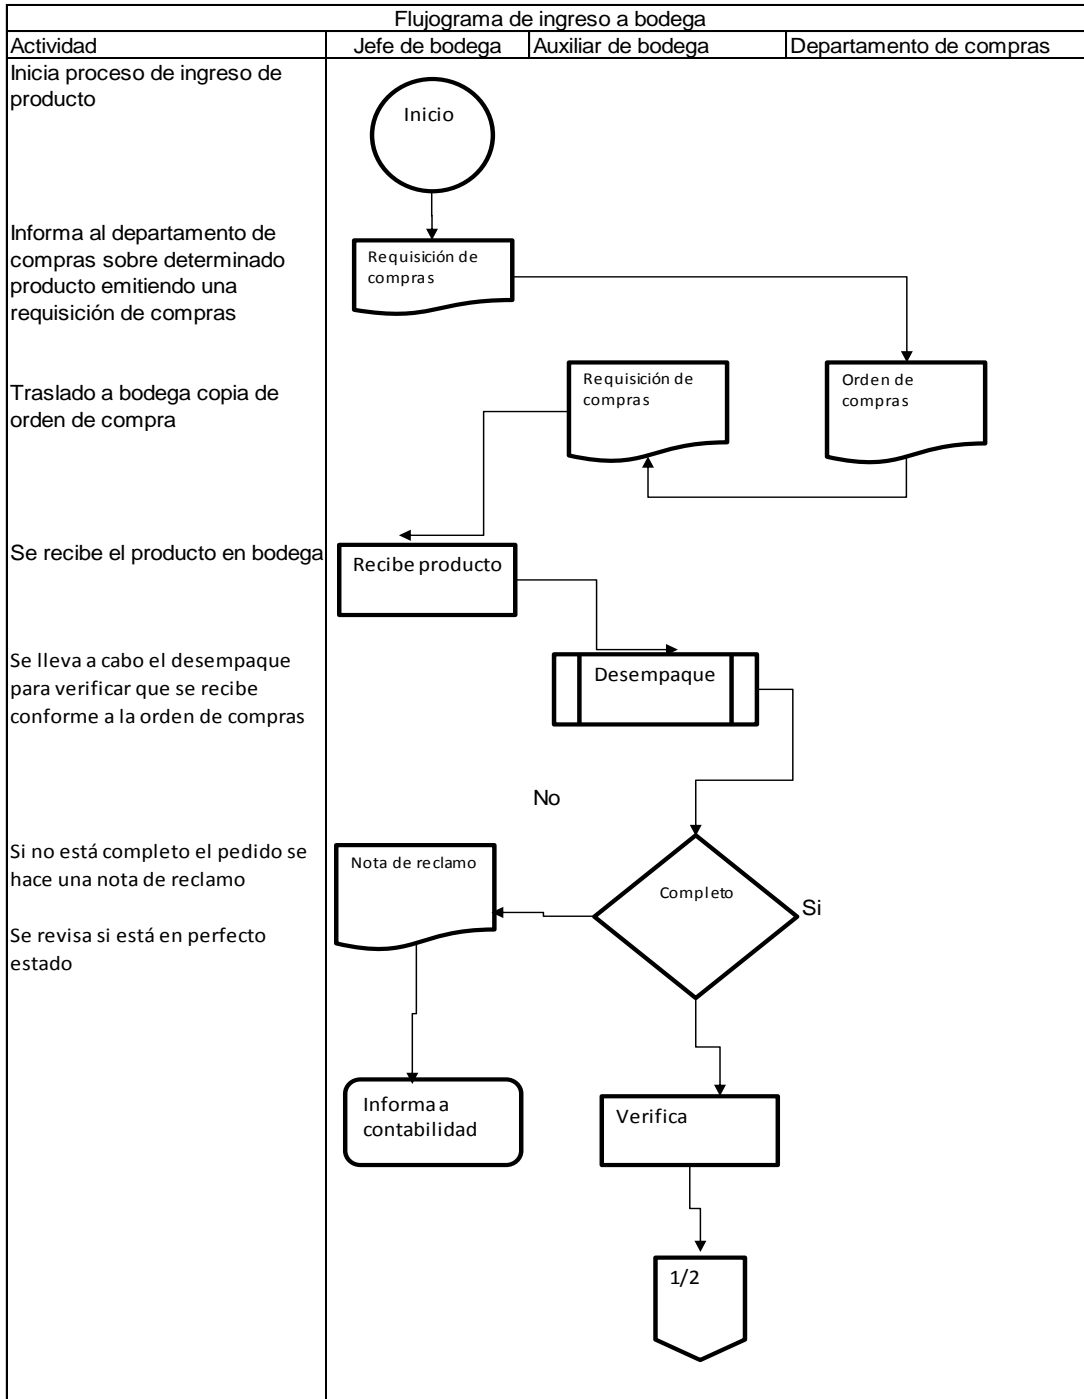 Flujograma de ingreso a bodega
Actividad
Jefe de bodega
Auxiliar de bodega
Departamento de compras
Inicia proceso de ingreso de
producto
Inicio
Informa al departamento de
compras sobre determinado
producto emitiendo una
requisición de compras
Requisición de
compras
Traslado a bodega copia de
orden de compra
Requisición de
compras
Orden de
compras
Se recibe el producto en bodega
Recibe producto
Se lleva a cabo el desempaque
para verificar que se recibe
conforme a la orden de compras
Desempaque
No
Si no está completo el pedido se
hace una nota de reclamo
Nota de reclamo
Completo
Si
Se revisa si está en perfecto
estado
Informa a
contabilidad
Verifica
1/2